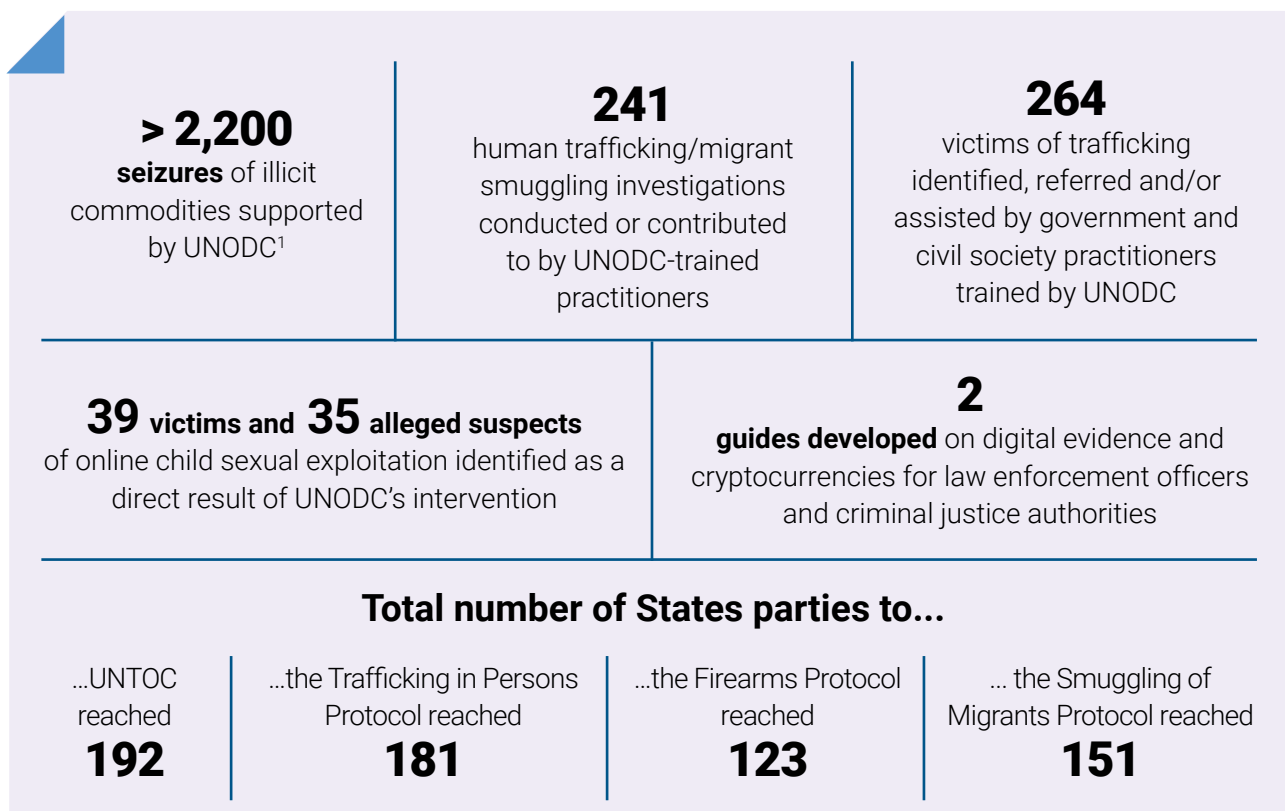 > 2,200
seizures of illicit
commodities supported
by UNODC1
241
human trafficking/migrant
smuggling investigations
conducted or contributed
to by UNODC-trained
practitioners
264
victims of trafficking
identified, referred and/or
assisted by government and
civil society practitioners
trained by UNODC
39 victims and 35 alleged suspects
of online child sexual exploitation identified as a
direct result of UNODC's intervention
2
guides developed on digital evidence and
cryptocurrencies for law enforcement officers
and criminal justice authorities
Total number of States parties to...
...UNTOC
reached
192
...the Trafficking in Persons
Protocol reached
181
...the Firearms Protocol
reached
123
... the Smuggling of
Migrants Protocol reached
151